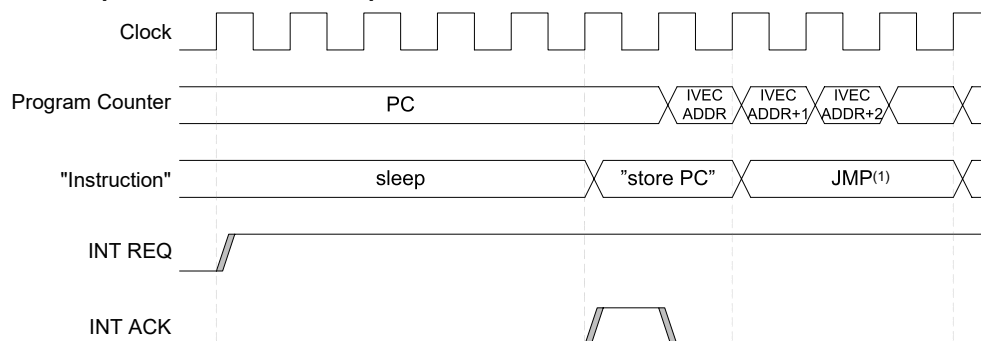 Clock
Program Counter
PC
IVEC
ADDR
IVEC
ADDR+1
IVEC
ADDR+2
"Instruction"
sleep
”store PC”
JMP(1)
INT REQ
INT ACK